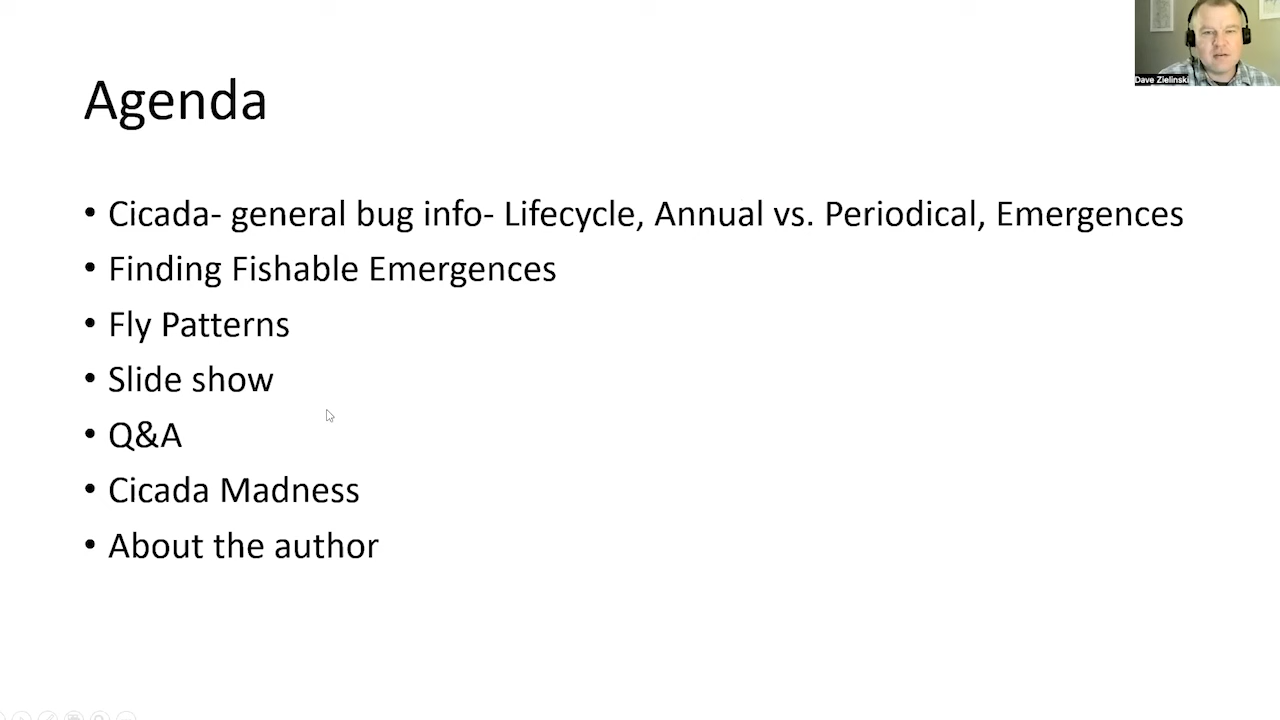 Dave Zielinski
Agenda
• Cicada- general bug info- Lifecycle, Annual vs. Periodical, Emergences
• Finding Fishable Emergences
• Fly Patterns
• Slide show
• Q&A
• Cicada Madness
• About the author